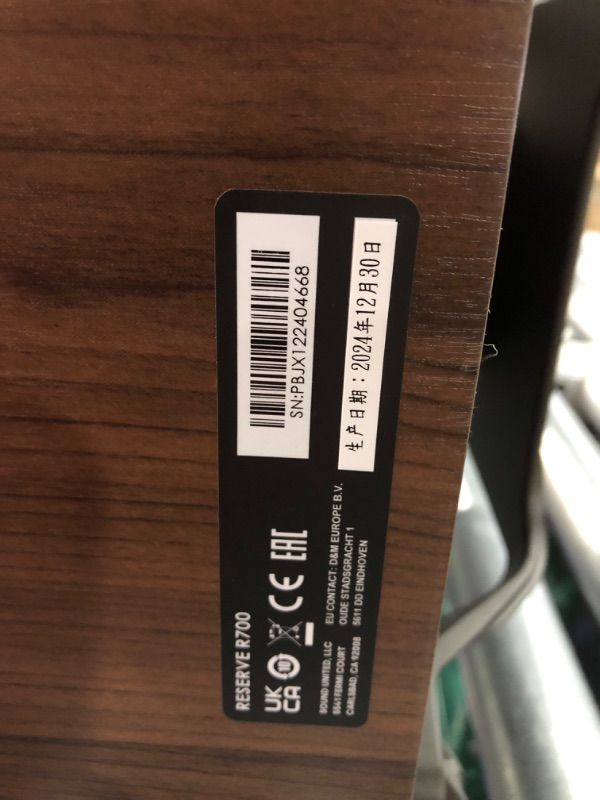 RESERVE R700
SN:PBJX122404668
生产日期：2024年12月30日
UK
CA
10
CE
EAC
SOUND UNITED, LLC
5541 FERMI COURT
CARLSBAD, CA 92008
EU CONTACT: D&M EUROPE B.V.
OUDE STADSGRACHT 1
5611 DD EINDHOVEN